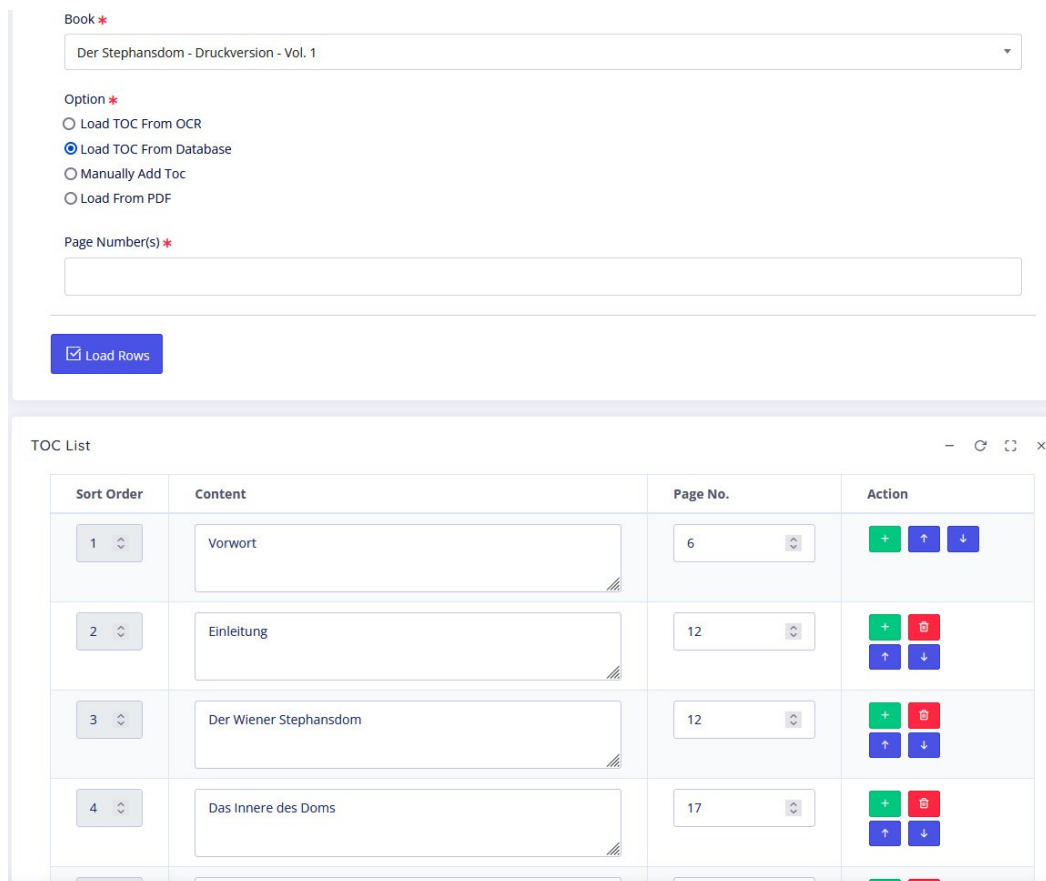 Book *
Der Stephansdom - Druckversion - Vol. 1
Option *
Load TOC From OCR
Load TOC From Database
Manually Add Toc
Load From PDF
Page Number(s) *
Load Rows
TOC List
Sort Order Content Page No. Action
1 Vorwort 6
2 Einleitung 12
3 Der Wiener Stephansdom 12
4 Das Innere des Doms 17